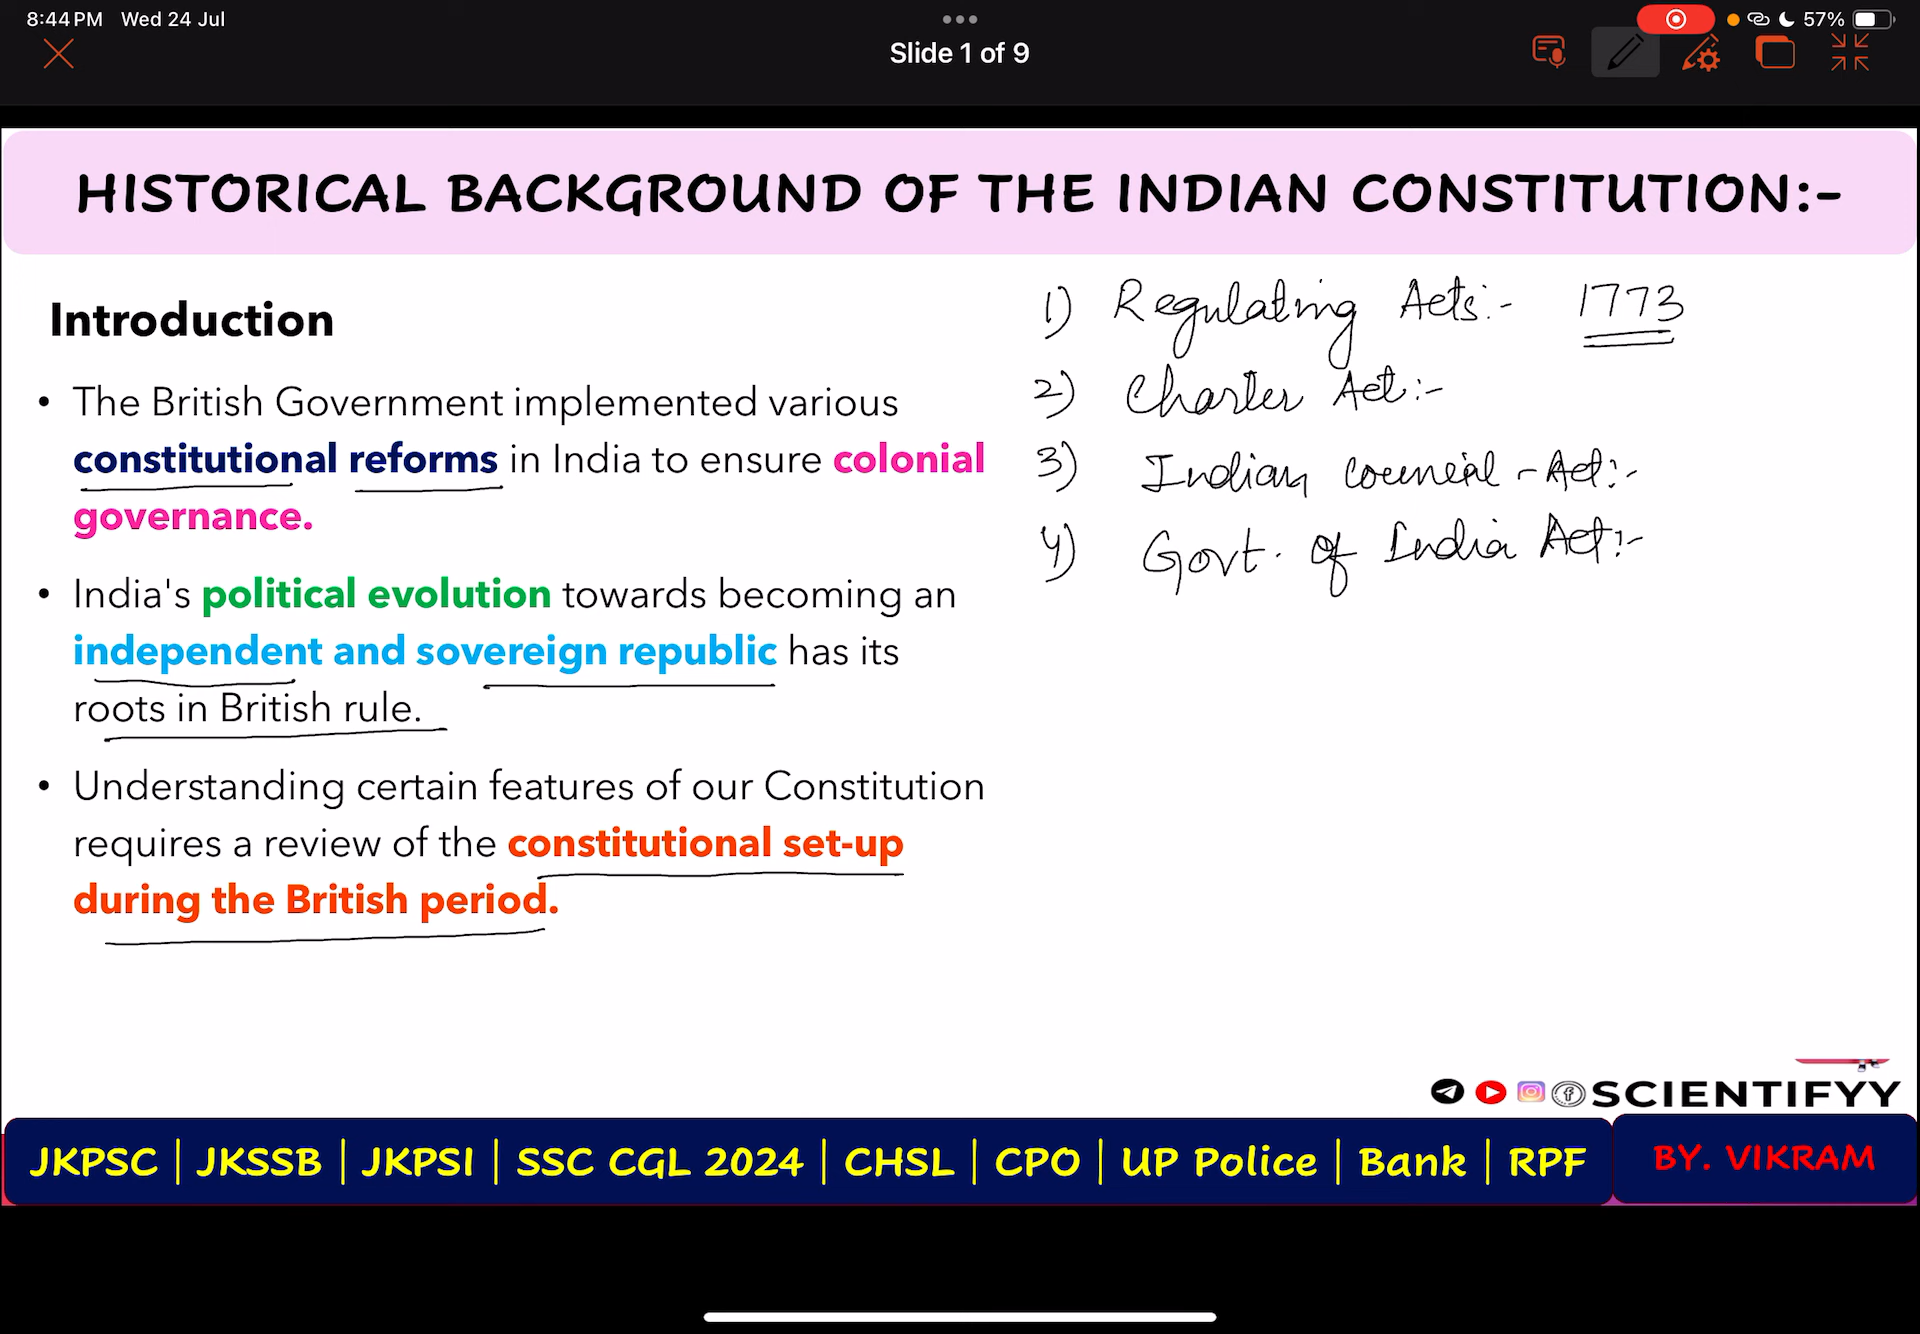 8:44 PM Wed 24 Jul
57%
Slide 1 of 9
HISTORICAL BACKGROUND OF THE INDIAN CONSTITUTION:-
Introduction
• The British Government implemented various
constitutional reforms in India to ensure colonial
governance.
• India's political evolution towards becoming an
independent and sovereign republic has its
roots in British rule.
• Understanding certain features of our Constitution
requires a review of the constitutional set-up
during the British period.
1) Regulating Acts:- 1773
2) Charter Act:-
3) Indian Council - Act:-
4) Govt. of India Act:-
SCIENTIFYY
JKPSC | JKSSB | JKPSI | SSC CGL 2024 | CHSL | CPO | UP Police | Bank | RPF
BY. VIKRAM